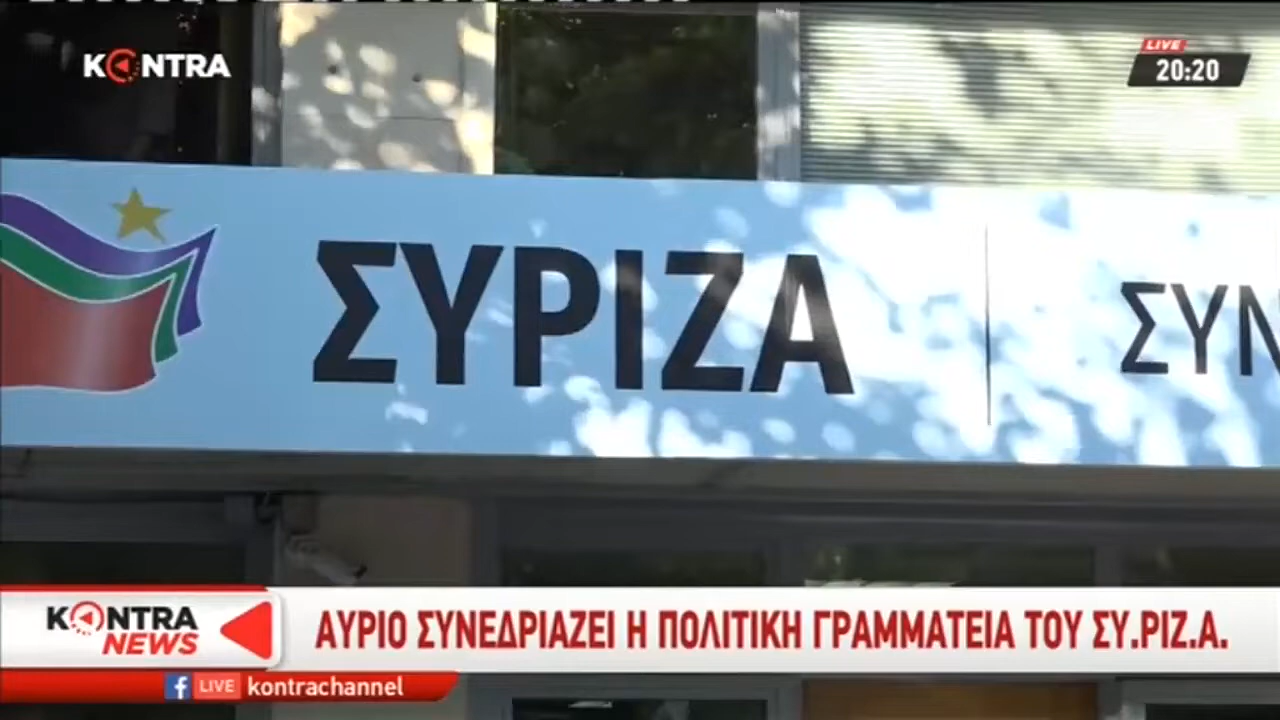 KONTRA
LIVE
20:20
ΣΥΡΙΖΑ
ΣΥΝ
KONTRA
NEWS
ΑΥΡΙΟ ΣΥΝΕΔΡΙΑΖΕΙ Η ΠΟΛΙΤΙΚΗ ΓΡΑΜΜΑΤΕΙΑ ΤΟΥ ΣΥ.ΡΙΖ.Α.
f LIVE kontrachannel